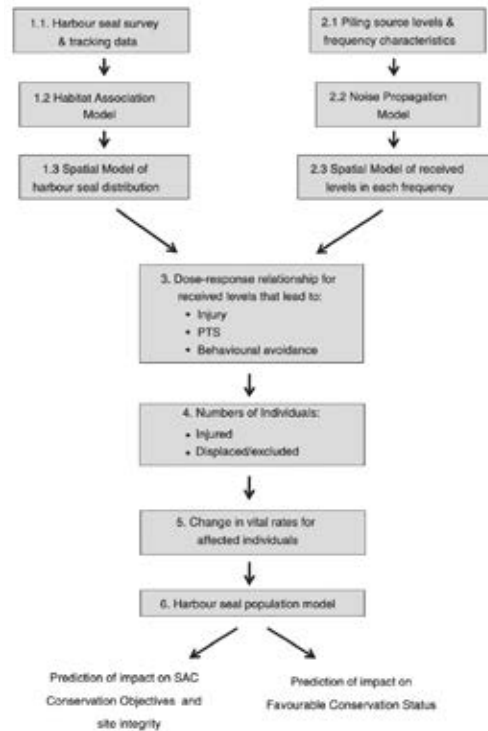 1.1. Harbour seal survey
& tracking data
1.2 Habitat Association
Model
1.3 Spatial Model of
harbour seal distribution
2.1 Piling source levels &
frequency characteristics
2.2 Noise Propagation
Model
2.3 Spatial Model of received
levels in each frequency
3. Dose-response relationship for
received levels that lead to:
• Injury
• PTS
• Behavioural avoidance
4. Numbers of Individuals:
• Injured
• Displaced/excluded
5. Change in vital rates for
affected individuals
6. Harbour seal population model
Prediction of impact on SAC
Conservation Objectives and
site integrity
Prediction of impact on
Favourable Conservation Status